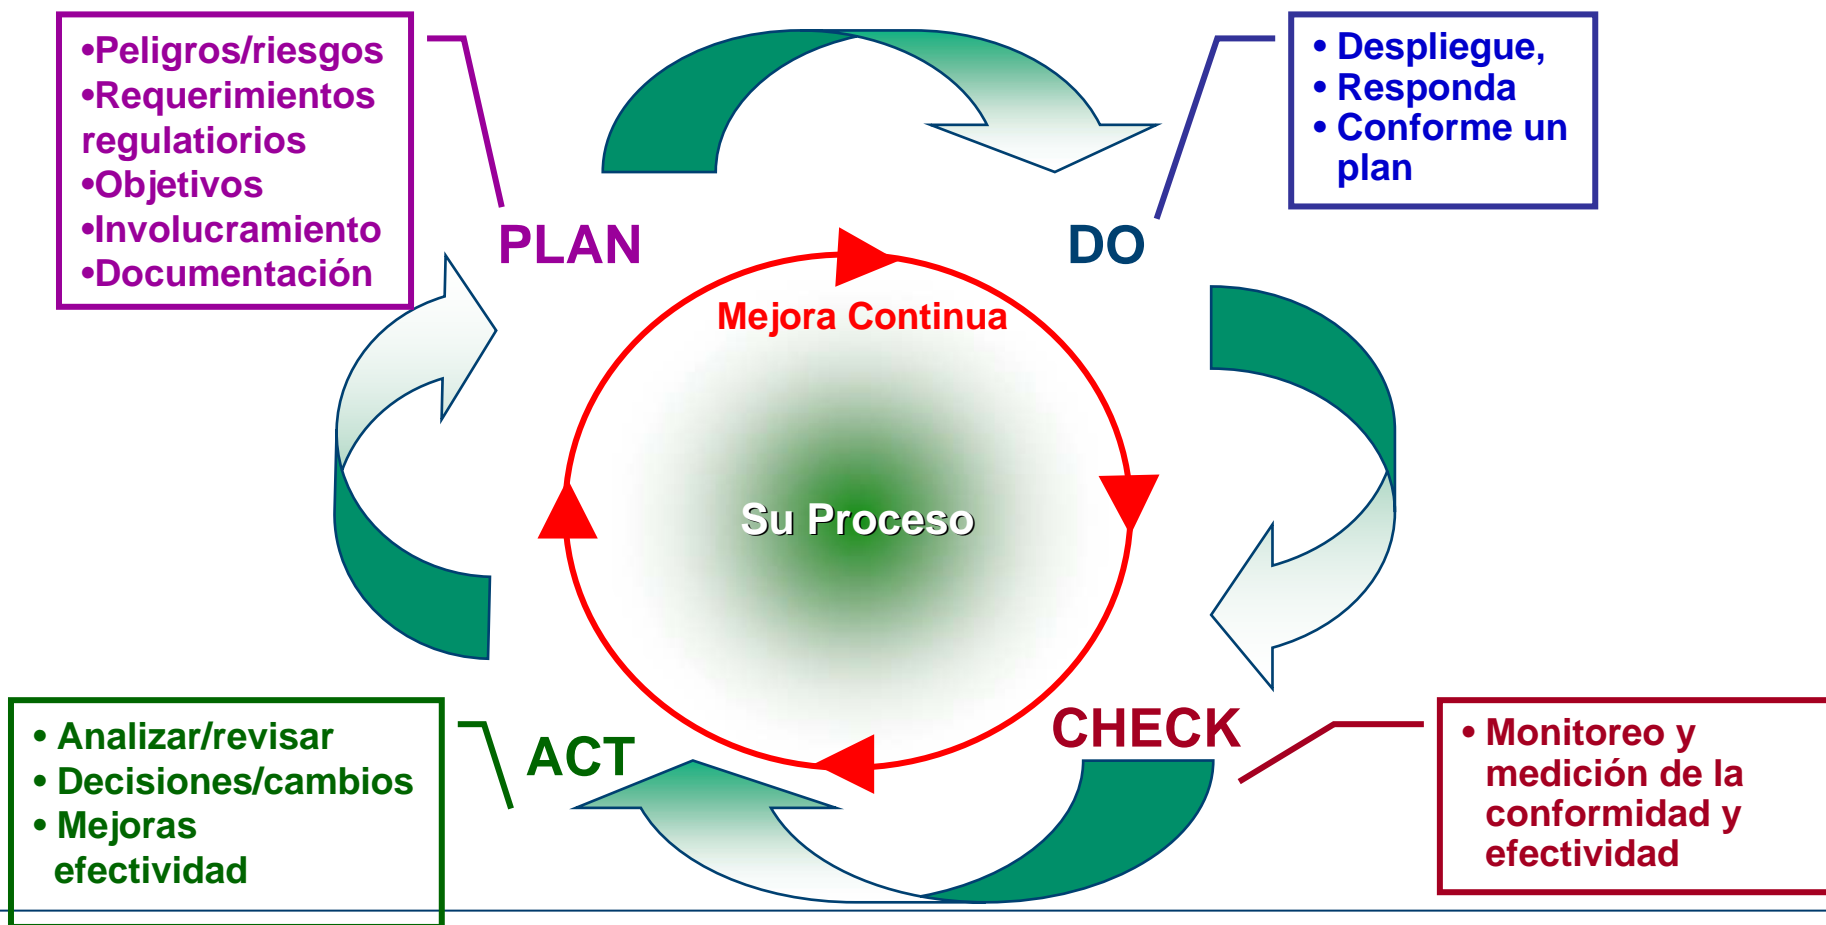 •Peligros/riesgos
•Requerimientos
regulatiorios
•Objetivos
•Involucramiento
•Documentación
• Despliegue,
• Responda
• Conforme un
plan
PLAN
DO
Mejora Continua
Su Proceso
ACT
CHECK
• Analizar/revisar
• Decisiones/cambios
• Mejoras
efectividad
• Monitoreo y
medición de la
conformidad y
efectividad